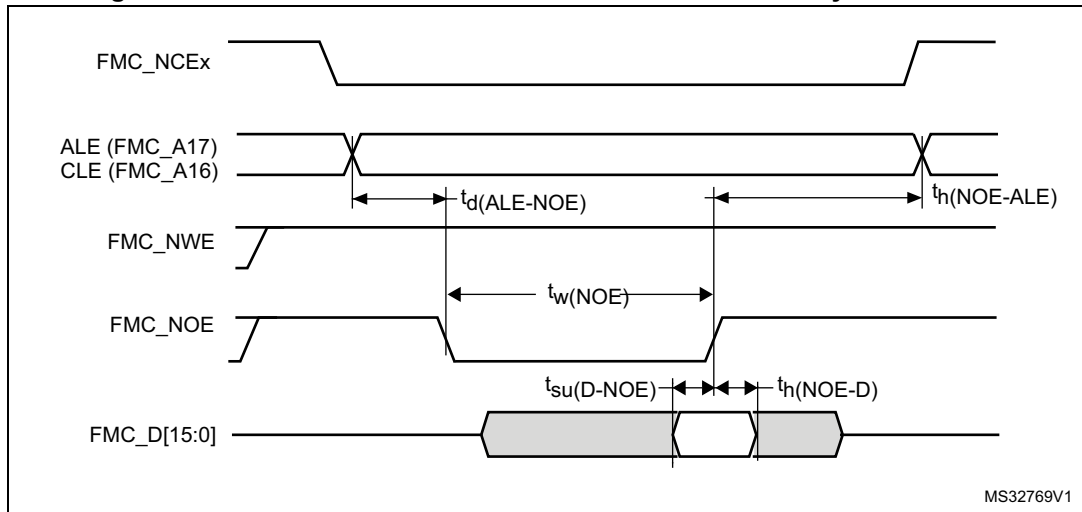 FMC_NCEx
ALE (FMC_A17)
CLE (FMC_A16)
td(ALE-NOE)
th(NOE-ALE)
FMC_NWE
tw(NOE)
FMC_NOE
tsu(D-NOE)
th(NOE-D)
FMC_D[15:0]
MS32769V1